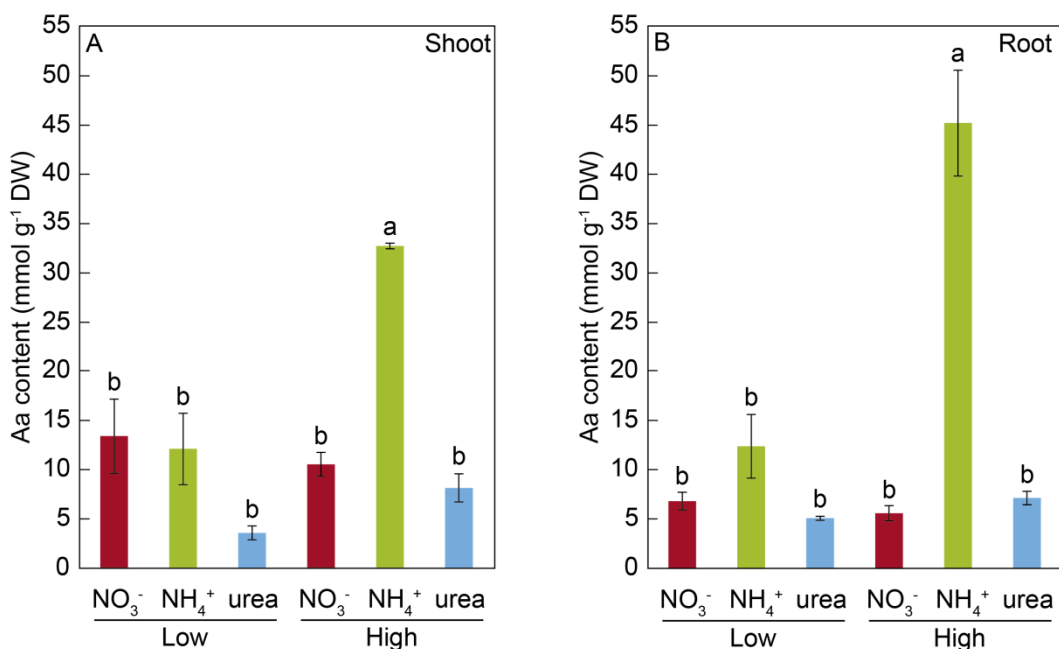 A
Shoot
Aa content (mmol g⁻¹ DW)
55
50
45
40
35
30
25
20
15
10
5
0
b
b
b
b
a
b
NO₃⁻ NH₄⁺ urea NO₃⁻ NH₄⁺ urea
Low High
B
Root
Aa content (mmol g⁻¹ DW)
55
50
45
40
35
30
25
20
15
10
5
0
b
b
b
b
a
b
NO₃⁻ NH₄⁺ urea NO₃⁻ NH₄⁺ urea
Low High